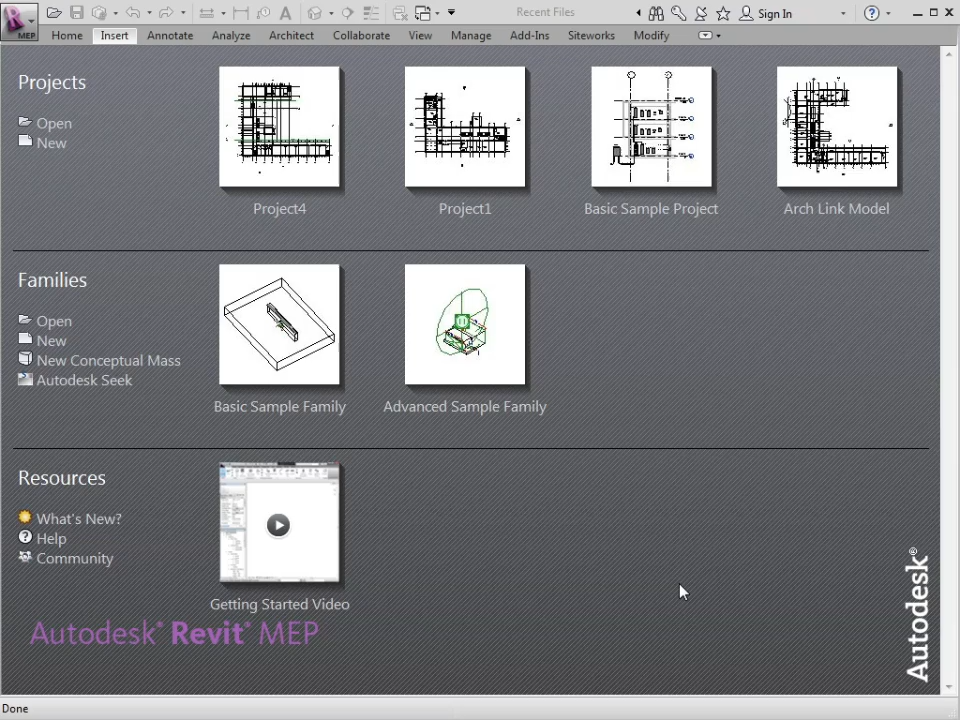 Recent Files
Sign In
MEP
Home Insert Annotate Analyze Architect Collaborate View Manage Add-Ins Siteworks Modify
Projects
Open
New
Project4
Project1
Basic Sample Project
Arch Link Model
Families
Open
New
New Conceptual Mass
Autodesk Seek
Basic Sample Family
Advanced Sample Family
Resources
What's New?
Help
Community
Getting Started Video
Autodesk® Revit® MEP
Autodesk®
Done